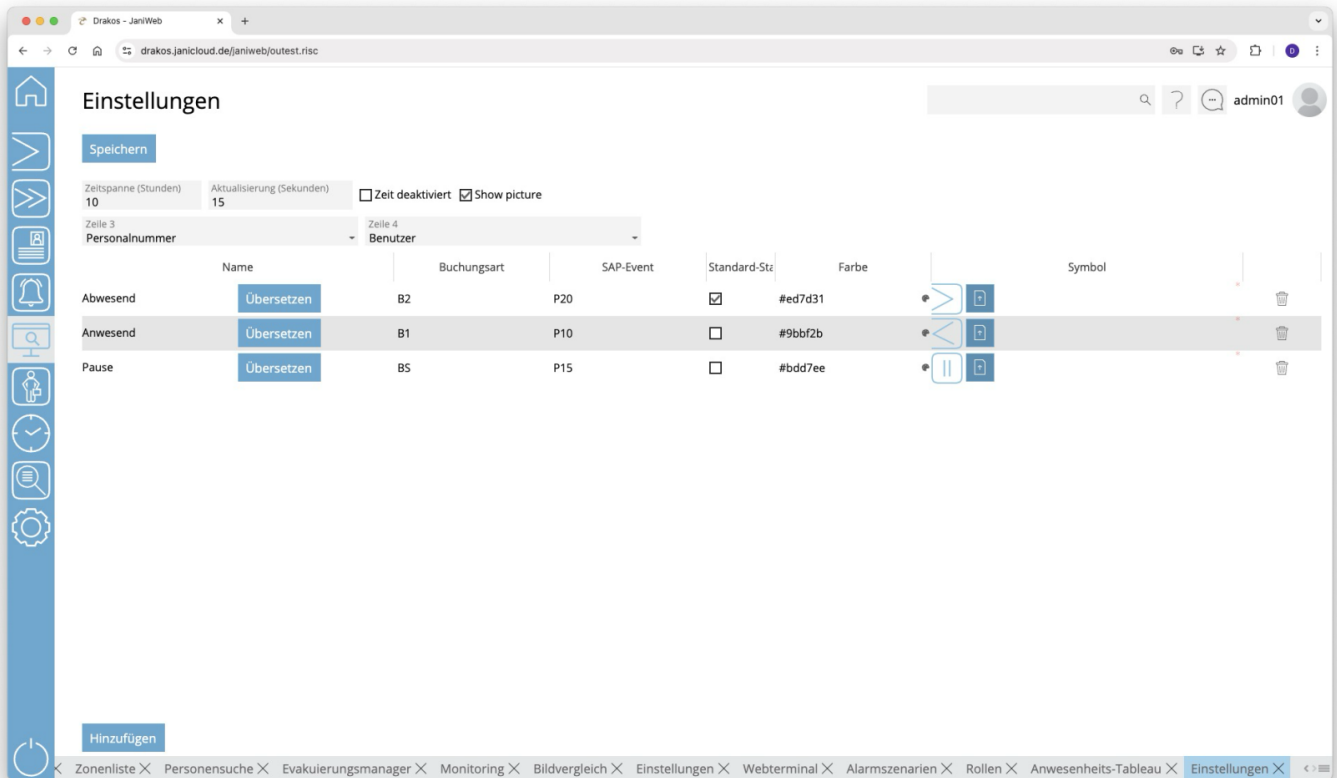 Drakos - JaniWeb
drakos.janicloud.de/janiweb/outest.risc
D
Einstellungen
admin01
Speichern
Zeitspanne (Stunden) Aktualisierung (Sekunden)
10 15 Zeit deaktiviert Show picture
Zeile 3 Zeile 4
Personalnummer Benutzer
Name Buchungsart SAP-Event Standard-Sta Farbe Symbol
Abwesend Übersetzen B2 P20 #ed7d31
Anwesend Übersetzen B1 P10 #9bbf2b
Pause Übersetzen BS P15 #bdd7ee
Hinzufügen
Zonenliste Personensuche Evakuierungsmanager Monitoring Bildvergleich Einstellungen Webterminal Alarmszenarien Rollen Anwesenheits-Tableau Einstellungen